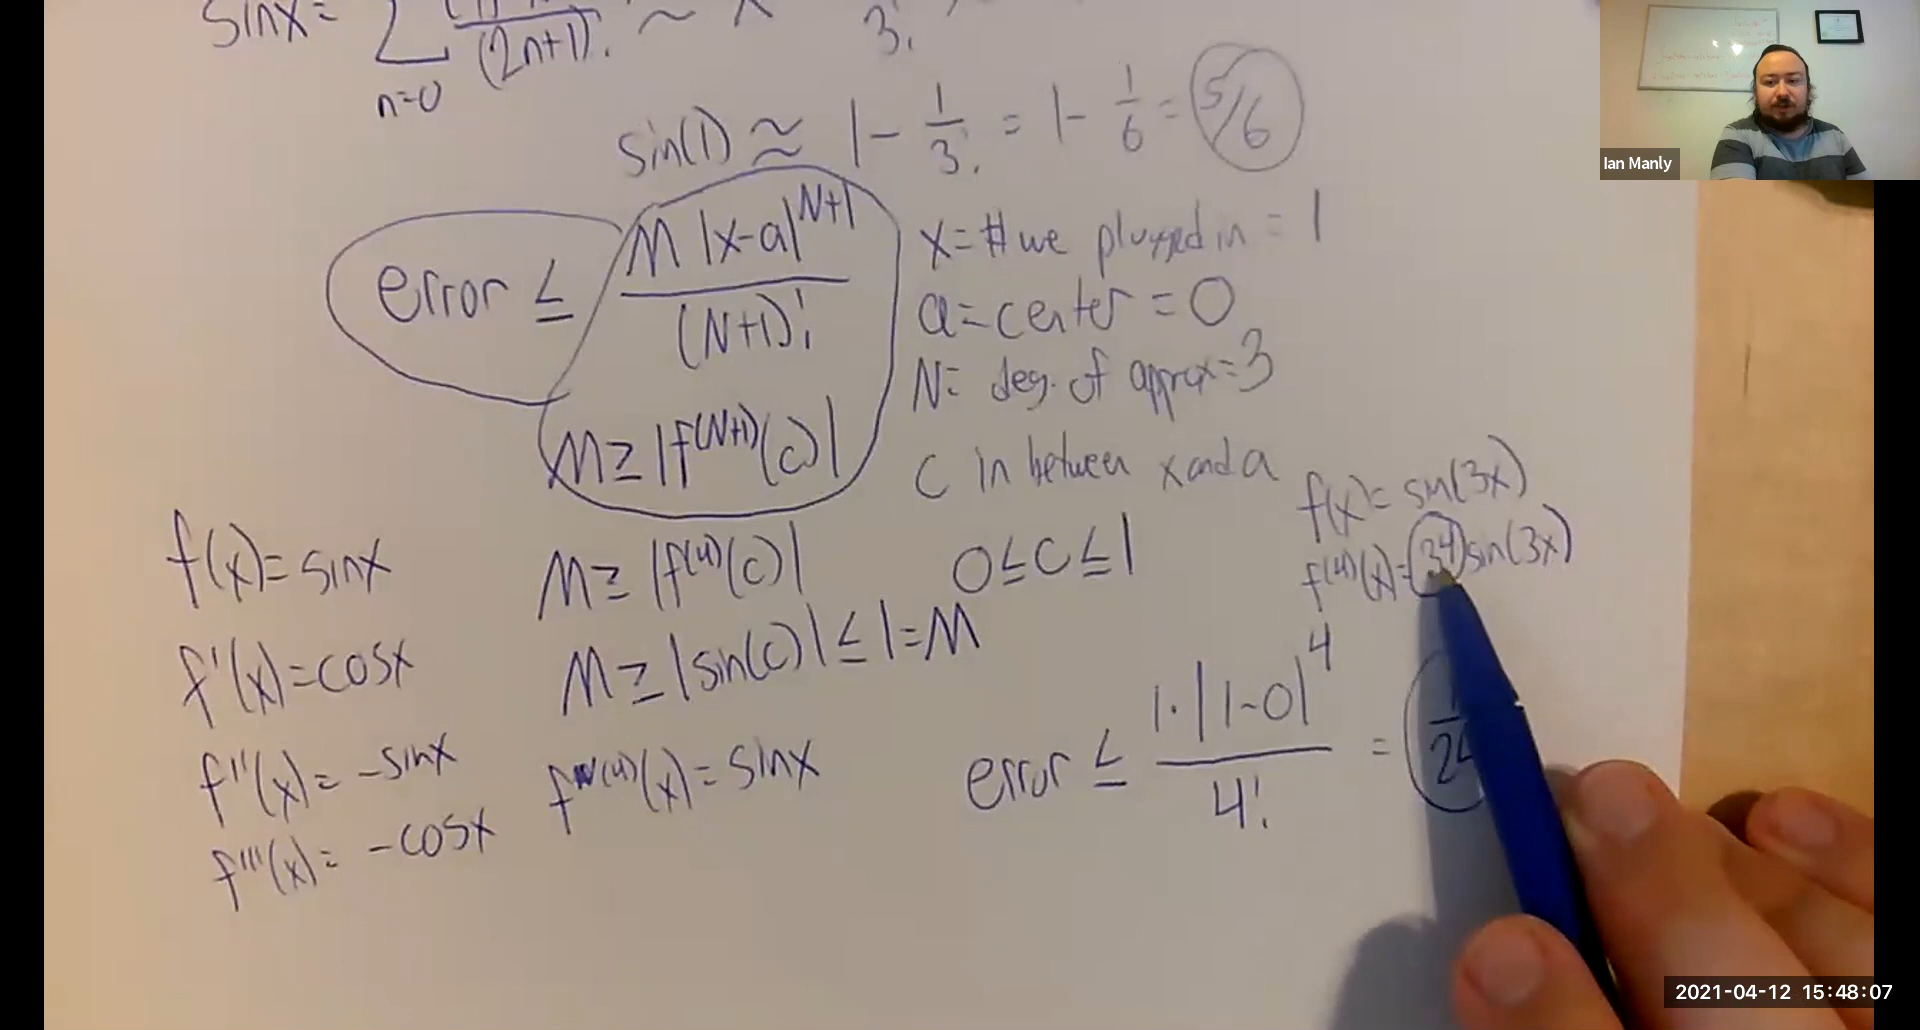 sinx = ∑ n=0 (2n+1)! ~ x 3!
sin(1) ≈ 1 - 1/3! = 1 - 1/6 = 5/6
error ≤ M|x-a|^(N+1) / (N+1)!
x = # we plugged in = 1
a = center = 0
N = deg. of approx = 3
M ≥ |f^(N+1)(c)|
c in between x and a
f(x) = sin(3x)
f^(4)(x) = 3^4 sin(3x)
f(x) = sinx
M ≥ |f^(4)(c)|
0 ≤ c ≤ 1
f'(x) = cosx
M ≥ |sin(c)| ≤ 1 = M
f''(x) = -sinx
f^(4)(x) = sinx
error ≤ 1·|1-0|^4 / 4! =
f'''(x) = -cosx
Ian Manly
2021-04-12 15:48:07